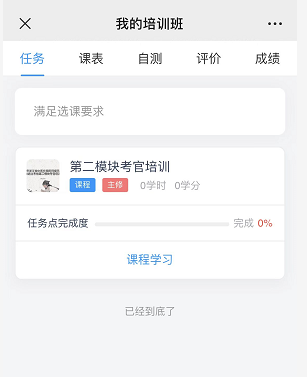 我的培训班
任务 课表 自测 评价 成绩
满足选课要求
第二模块考官培训
课程 主修 0学时 0学分
任务点完成度 完成 0%
课程学习
已经到底了